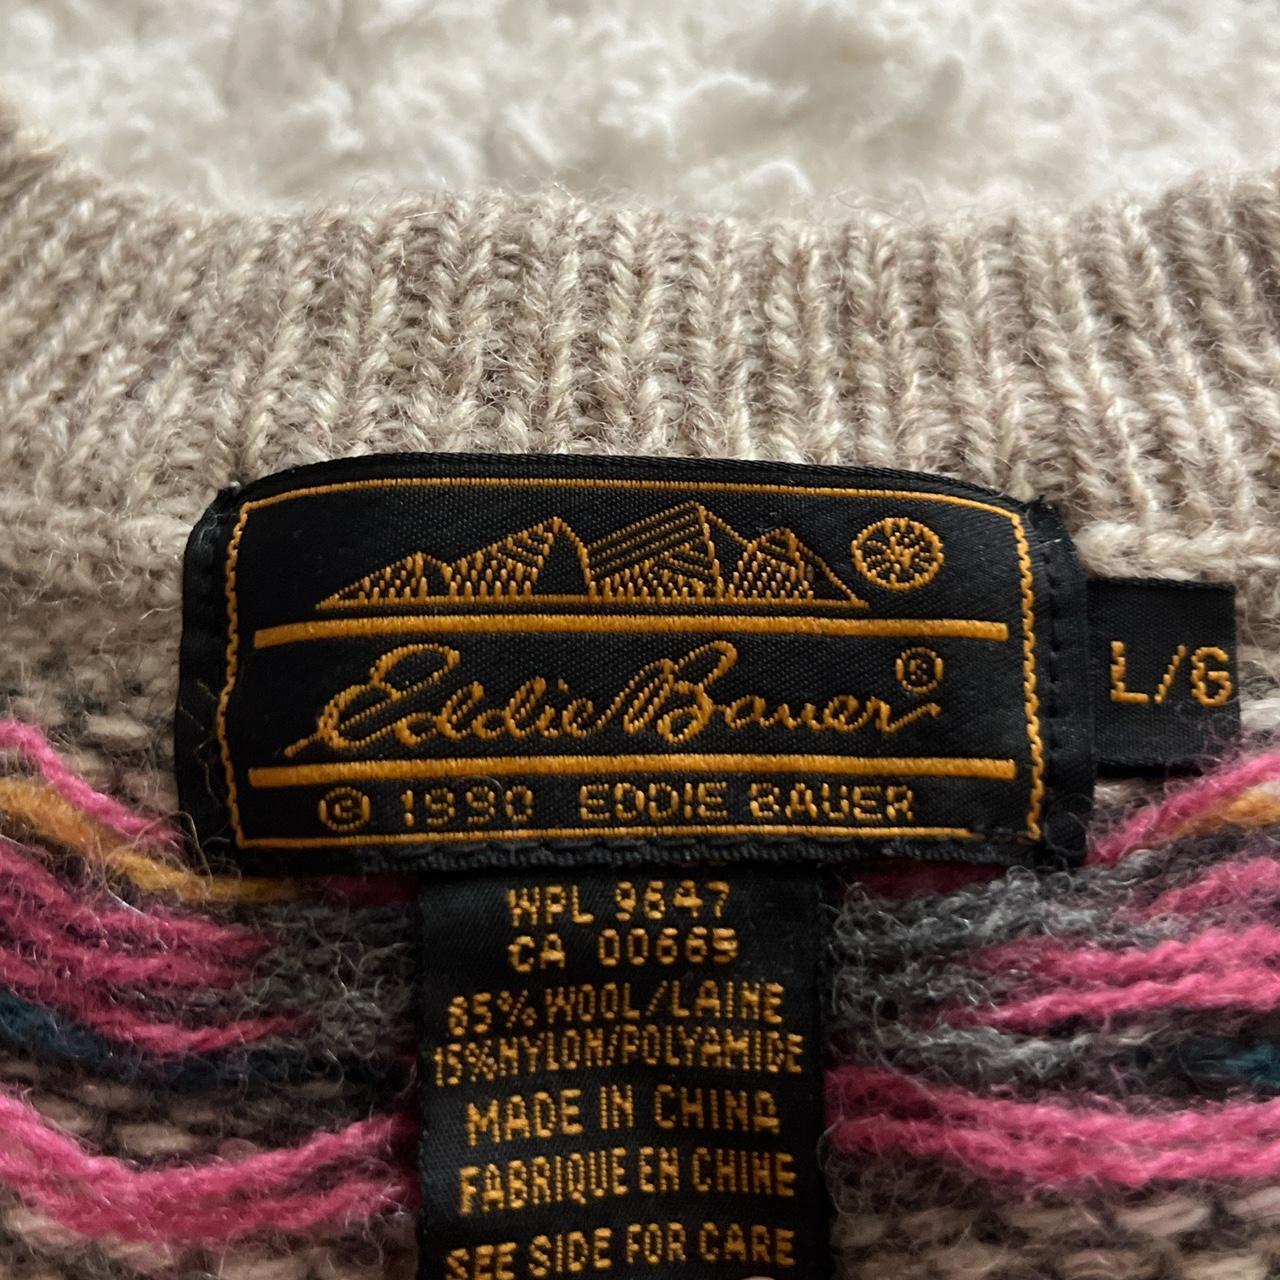 Eddie Bauer®
© 1990 EDDIE BAUER
L/G
WPL 9647
CA 00669
85% WOOL/LAINE
15% NYLON/POLYAMIDE
MADE IN CHINA
FABRIQUE EN CHINE
SEE SIDE FOR CARE